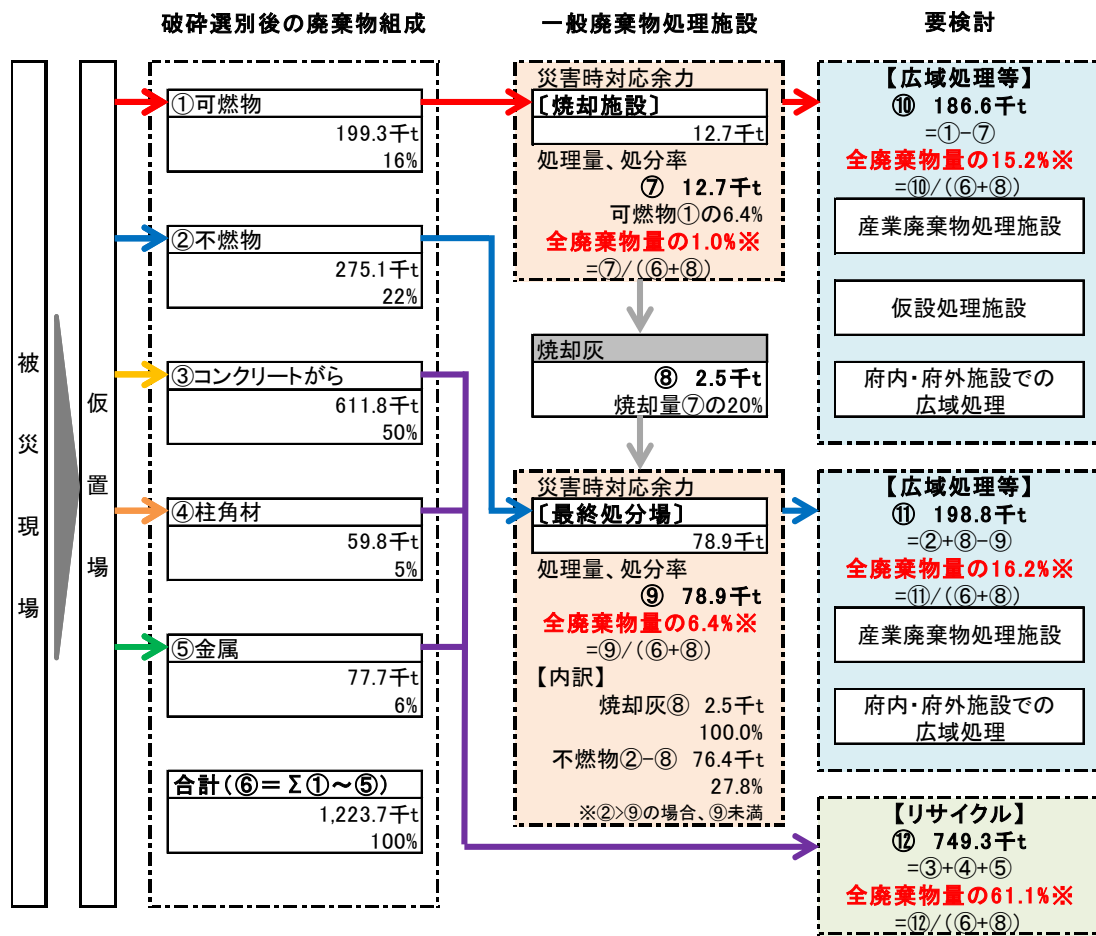 破砕選別後の廃棄物組成
一般廃棄物処理施設
要検討
被災現場
仮置場
①可燃物
199.3千t
16%
②不燃物
275.1千t
22%
③コンクリートがら
611.8千t
50%
④柱角材
59.8千t
5%
⑤金属
77.7千t
6%
合計(⑥=Σ①～⑤)
1,223.7千t
100%
災害時対応余力
〔焼却施設〕
12.7千t
処理量、処分率
⑦ 12.7千t
可燃物①の6.4%
全廃棄物量の1.0%※
=⑦/(⑥+⑧)
焼却灰
⑧ 2.5千t
焼却量⑦の20%
災害時対応余力
〔最終処分場〕
78.9千t
処理量、処分率
⑨ 78.9千t
全廃棄物量の6.4%※
=⑨/(⑥+⑧)
【内訳】
焼却灰⑧ 2.5千t
100.0%
不燃物②-⑧ 76.4千t
27.8%
※②>⑨の場合、⑨未満
【広域処理等】
⑩ 186.6千t
=①-⑦
全廃棄物量の15.2%※
=⑩/(⑥+⑧)
産業廃棄物処理施設
仮設処理施設
府内・府外施設での
広域処理
【広域処理等】
⑪ 198.8千t
=②+⑧-⑨
全廃棄物量の16.2%※
=⑪/(⑥+⑧)
産業廃棄物処理施設
府内・府外施設での
広域処理
【リサイクル】
⑫ 749.3千t
=③+④+⑤
全廃棄物量の61.1%※
=⑫/(⑥+⑧)